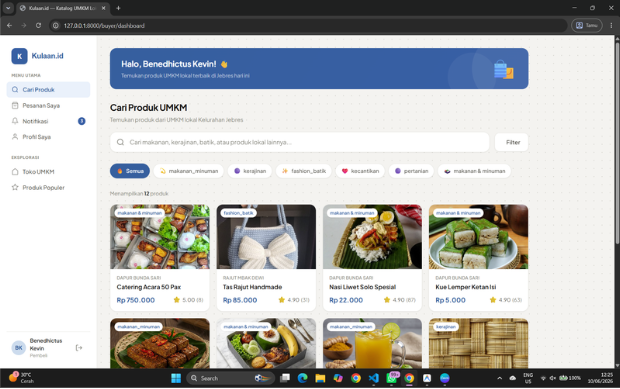 Kulaan.id — Katalog UMKM Lo
127.0.0.1:8000/buyer/dashboard
Tamu
K
Kulaan.id
MENU UTAMA
Cari Produk
Pesanan Saya
Notifikasi
Profil Saya
EKSPLORASI
Toko UMKM
Produk Populer
BK
Benedhictus
Kevin
Pembeli
Halo, Benedhictus Kevin!
Temukan produk UMKM lokal terbaik di Jebres hari ini
Cari Produk UMKM
Temukan produk dari UMKM lokal Kelurahan Jebres
Cari makanan, kerajinan, batik, atau produk lokal lainnya...
Filter
Semua
makanan_minuman
kerajinan
fashion_batik
kecantikan
pertanian
makanan & minuman
Menampilkan 12 produk
makanan & minuman
DAPUR BUNDA SARI
Catering Acara 50 Pax
Rp 750.000
5.00 (8)
fashion_batik
RAJUT MBAK DEWI
Tas Rajut Handmade
Rp 85.000
4.90 (31)
makanan & minuman
DAPUR BUNDA SARI
Nasi Liwet Solo Spesial
Rp 22.000
4.90 (87)
makanan & minuman
DAPUR BUNDA SARI
Kue Lemper Ketan Isi
Rp 5.000
4.90 (63)
makanan_minuman
makanan & minuman
makanan_minuman
kerajinan
30°C
Cerah
Search
99+
ENG
US
100%
12:25
10/06/2026